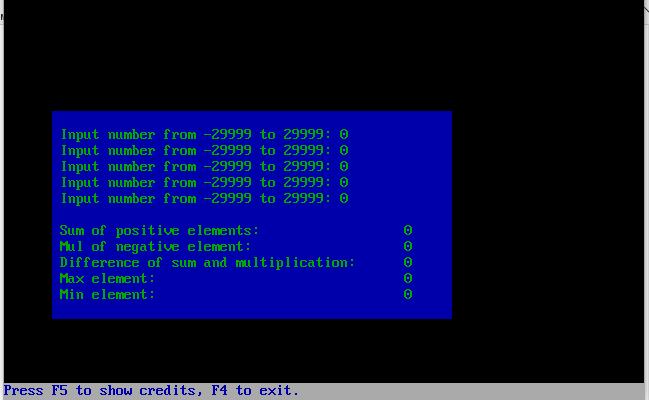 Input number from -29999 to 29999: 0
Input number from -29999 to 29999: 0
Input number from -29999 to 29999: 0
Input number from -29999 to 29999: 0
Input number from -29999 to 29999: 0
Sum of positive elements: 0
Mul of negative element: 0
Difference of sum and multiplication: 0
Max element: 0
Min element: 0
Press F5 to show credits, F4 to exit.